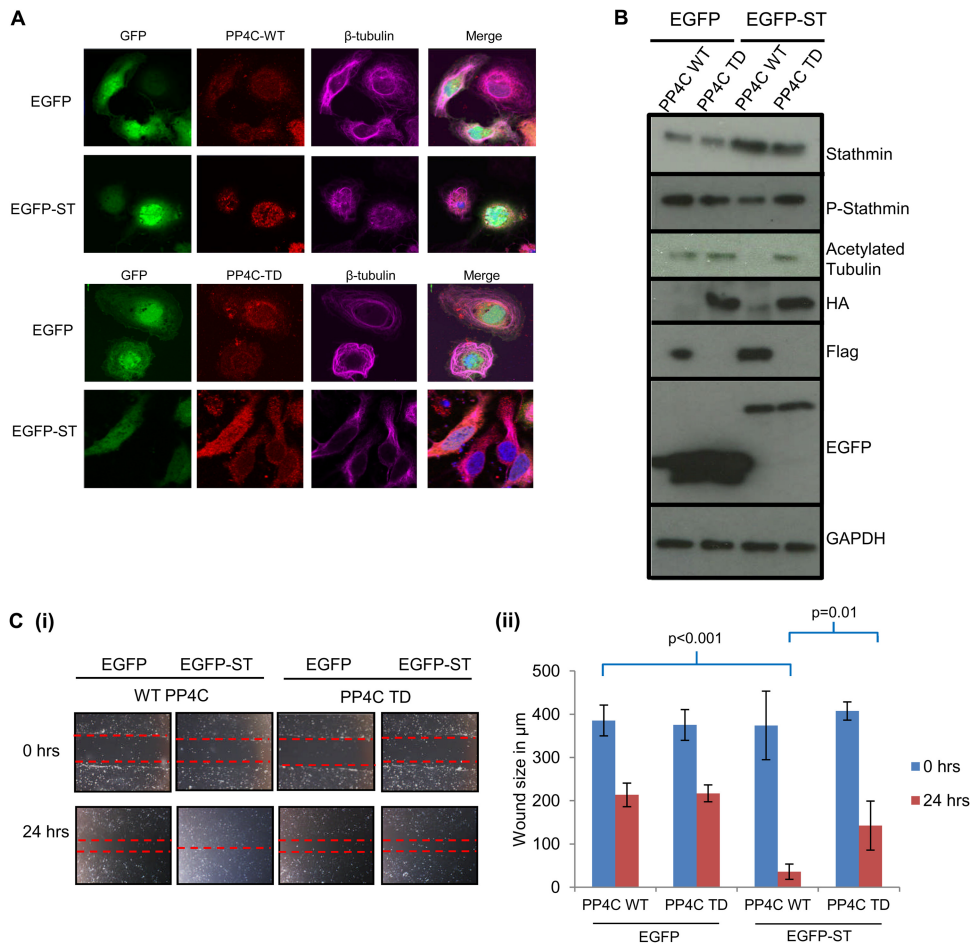 A
GFP PP4C-WT β-tubulin Merge
EGFP
EGFP-ST
GFP PP4C-TD β-tubulin Merge
EGFP
EGFP-ST
B
EGFP EGFP-ST
PP4C WT PP4C TD PP4C WT PP4C TD
Stathmin
P-Stathmin
Acetylated
Tubulin
HA
Flag
EGFP
GAPDH
C (i)
EGFP EGFP-ST EGFP EGFP-ST
WT PP4C PP4C TD
0 hrs
24 hrs
(ii)
p=0.01
p<0.001
Wound size in µm
500
400
300
200
100
0
PP4C WT PP4C TD PP4C WT PP4C TD
EGFP EGFP-ST
0 hrs
24 hrs